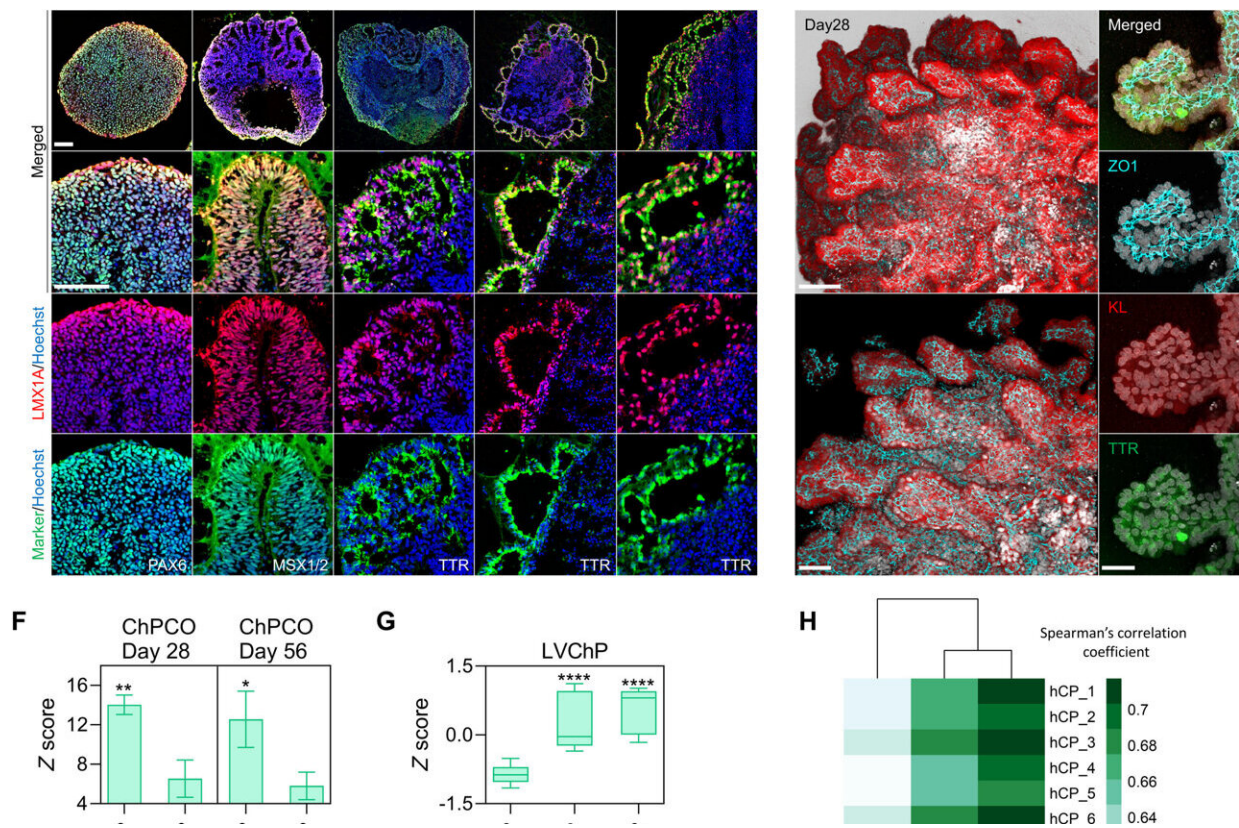 Merged
LMX1A/Hoechst
Marker/Hoechst
PAX6
MSX1/2
TTR
TTR
TTR
Day28
Merged
ZO1
KL
TTR
F
ChPCO
Day 28
ChPCO
Day 56
Z score
16
12
8
4
**
*
G
LVChP
Z score
1.5
0.0
-1.5
****
****
H
Spearman's correlation
coefficient
hCP_1
hCP_2
hCP_3
hCP_4
hCP_5
hCP_6
0.7
0.68
0.66
0.64